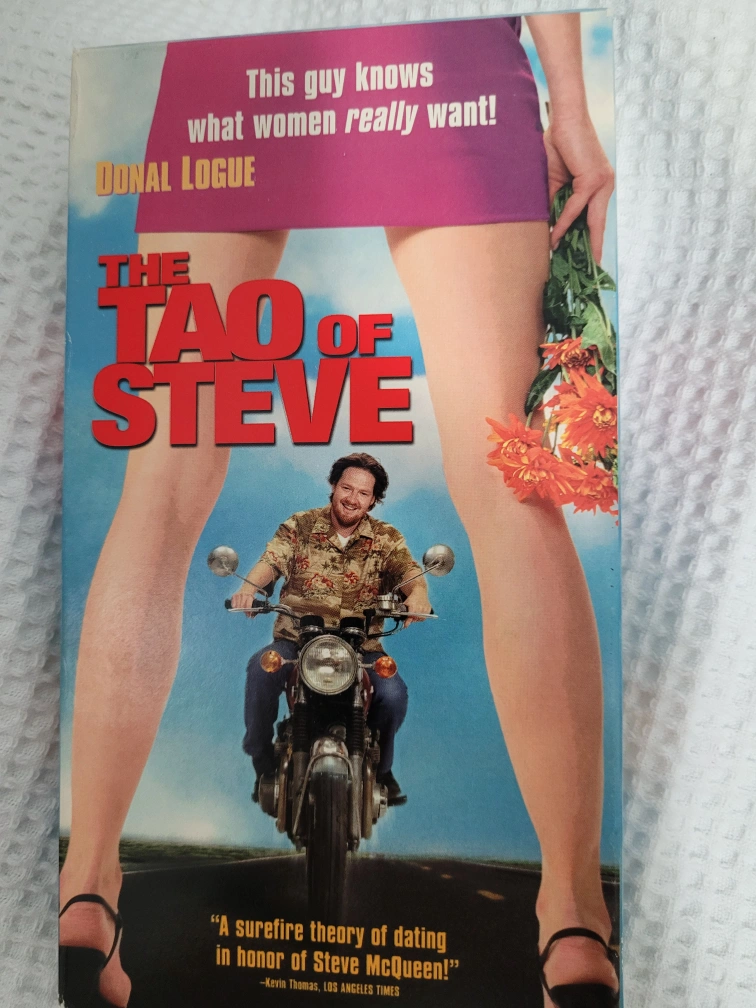 This guy knows
what women really want!
DONAL LOGUE
THE
TAO OF
STEVE
“A surefire theory of dating
in honor of Steve McQueen!”
–Kevin Thomas, LOS ANGELES TIMES